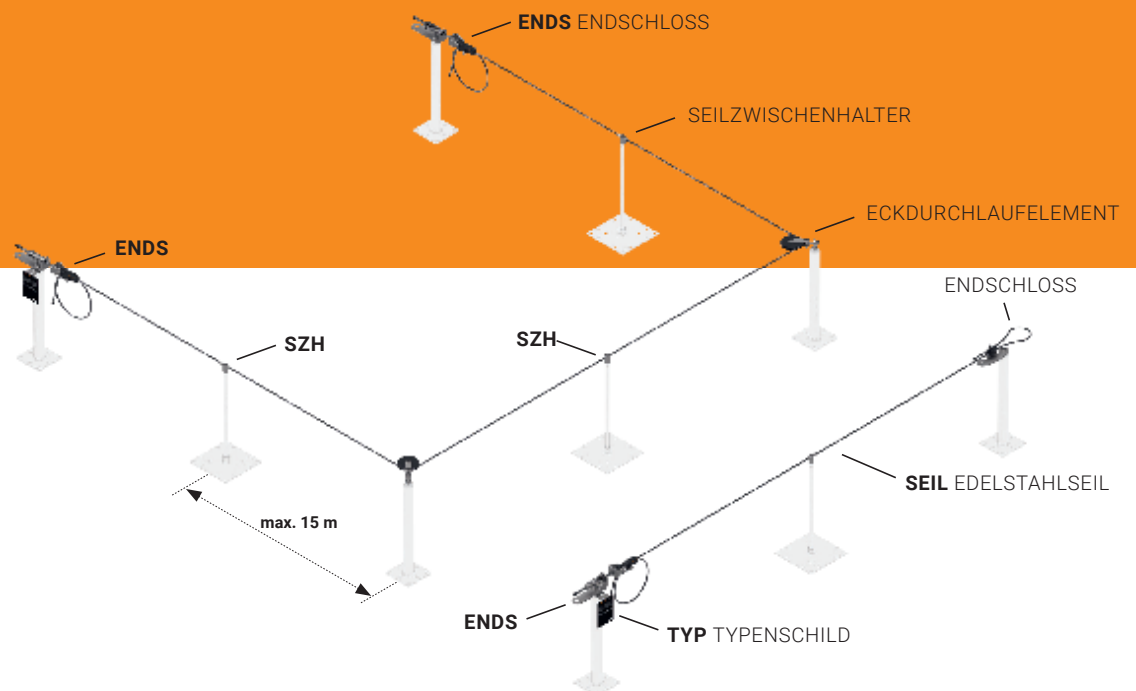 ENDS ENDSCHLOSS
SEILZWISCHENHALTER
ECKDURCHLAUFELEMENT
ENDS
ENDSCHLOSS
SZH
SZH
SEIL EDELSTAHLSEIL
max. 15 m
ENDS
TYP TYPENSCHILD